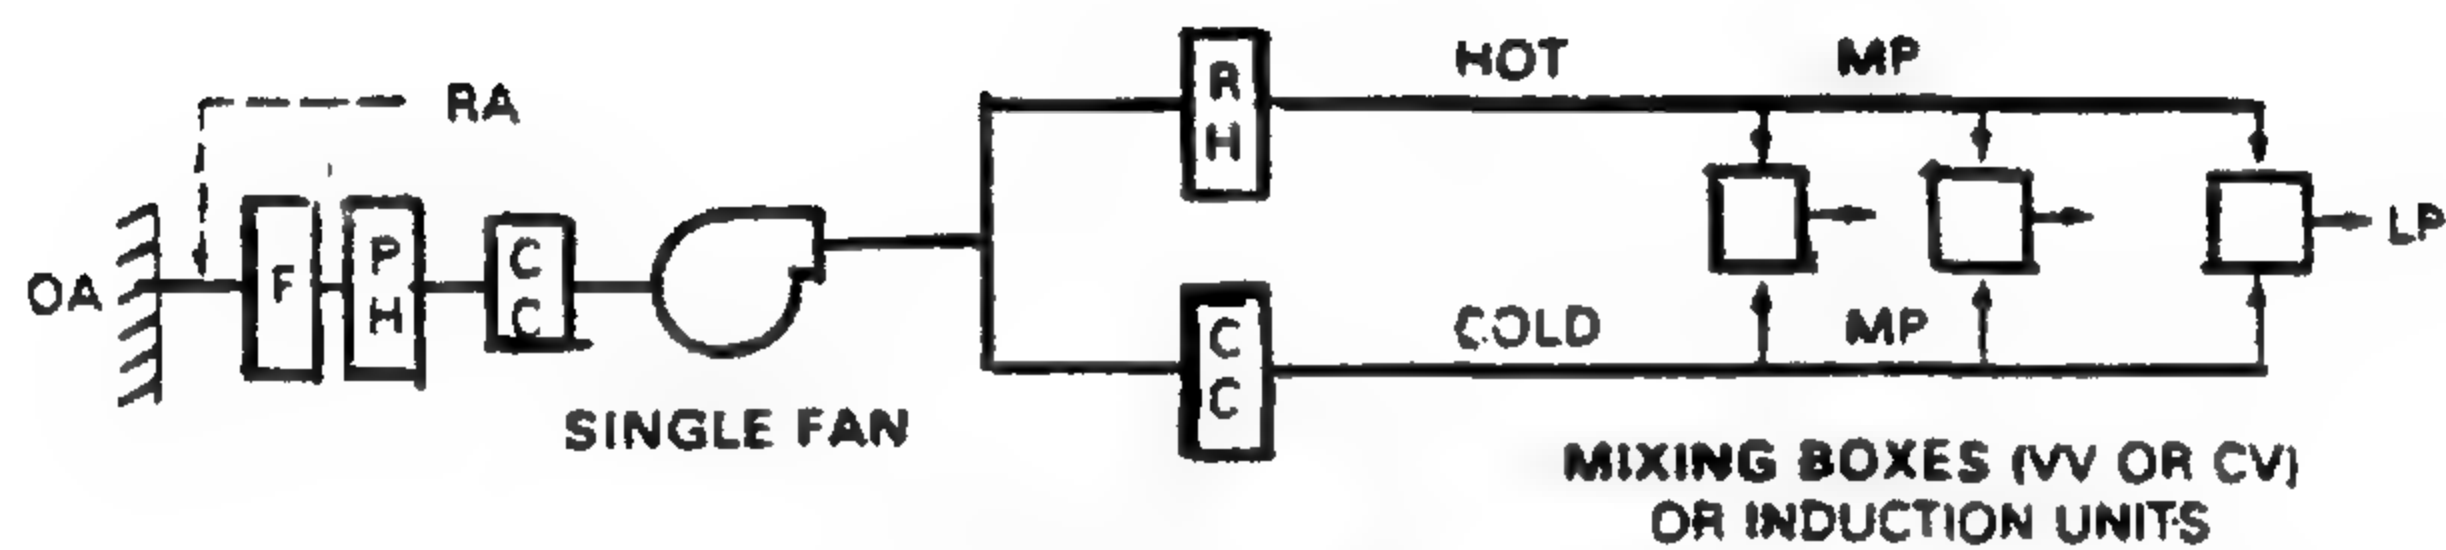 RA
OA
F
P
H
C
C
SINGLE FAN
R
H
HOT MP
C
C
COLD MP
LP
MIXING BOXES (VV OR CV)
OR INDUCTION UNITS